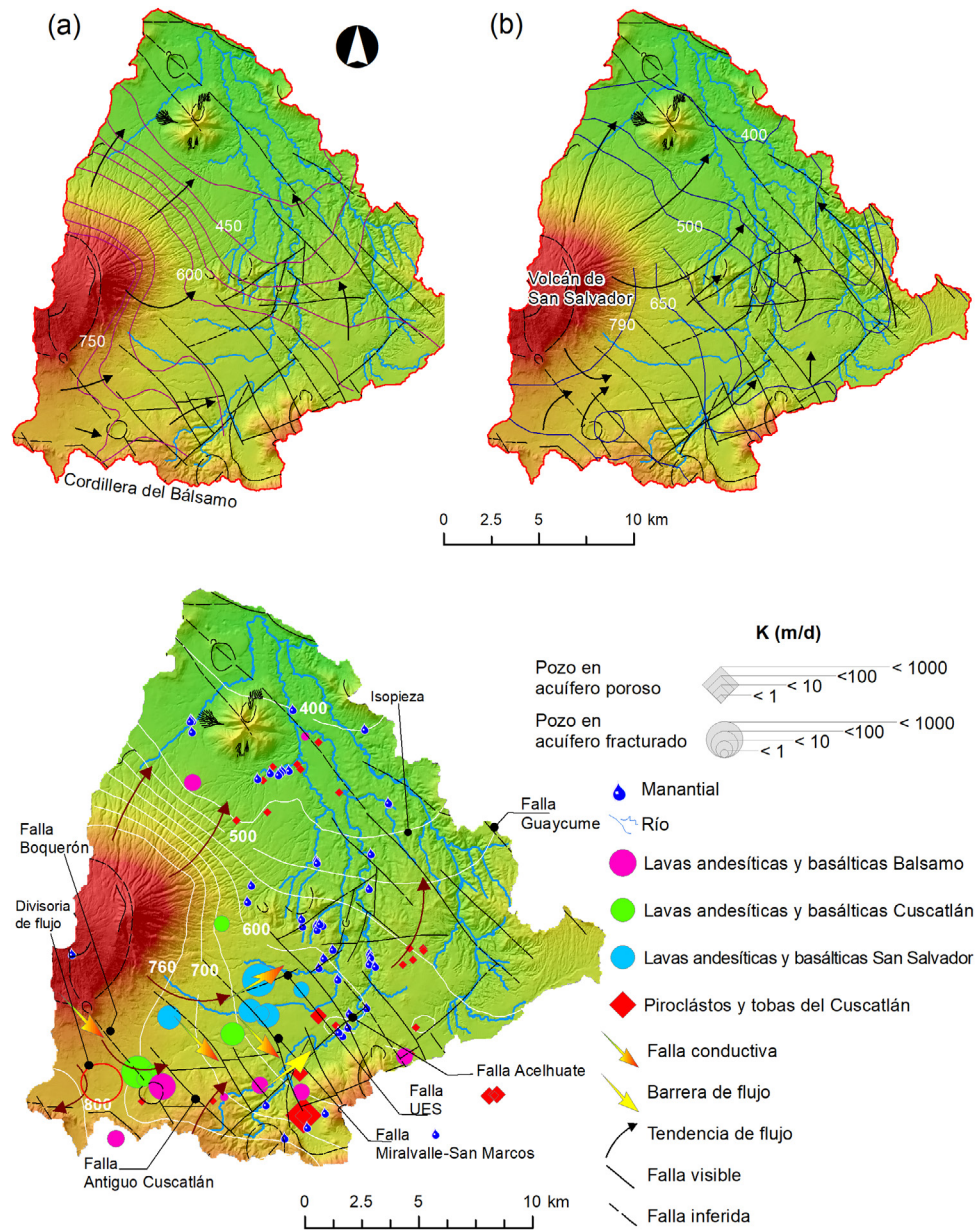 (a)
(b)
400
450
500
600
650
750
790
Volcán de
San Salvador
Cordillera del Bálsamo
0 2.5 5 10 km
K (m/d)
Pozo en
acuífero poroso
< 1000
<100
< 10
< 1
Pozo en
acuífero fracturado
< 1000
<100
< 10
< 1
Manantial
Río
Lavas andesíticas y basálticas Balsamo
Lavas andesíticas y basálticas Cuscatlán
Lavas andesíticas y basálticas San Salvador
Piroclástos y tobas del Cuscatlán
Falla conductiva
Barrera de flujo
Tendencia de flujo
Falla visible
Falla inferida
400
Isopieza
Falla
Guaycume
500
Falla
Boquerón
Divisoria
de flujo
600
760
700
800
Falla Acelhuate
Falla
UES
Falla
Miralvalle-San Marcos
Falla
Antiguo Cuscatlán
0 2.5 5 10 km